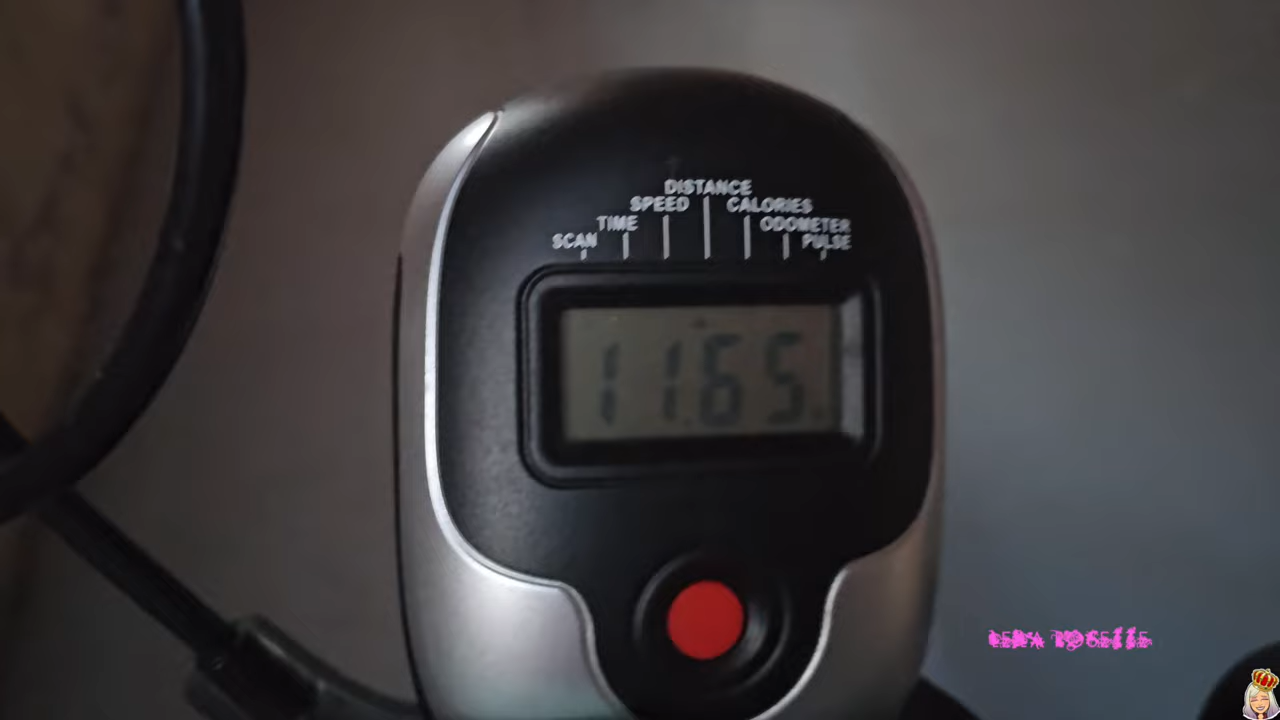 DISTANCE
SPEED CALORIES
TIME ODOMETER
SCAN PULSE
11.65